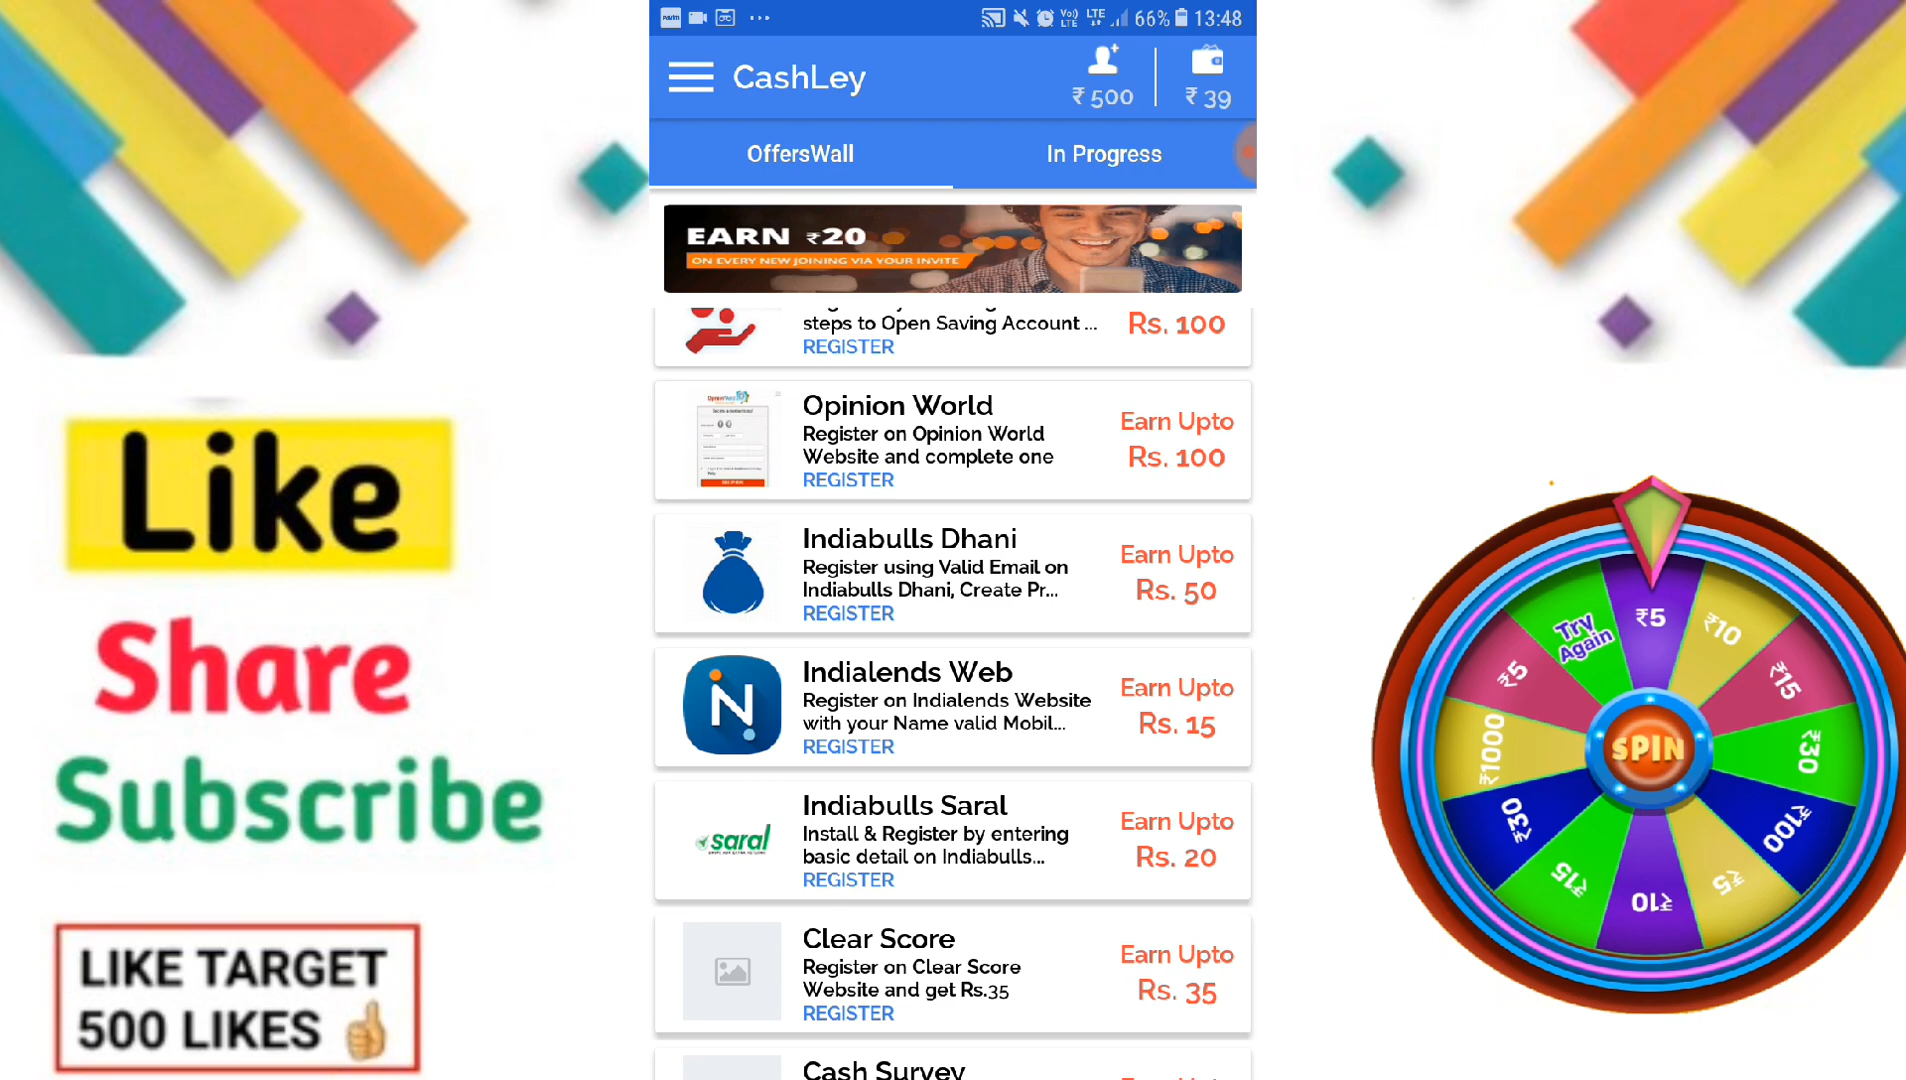 Like
Share
Subscribe
LIKE TARGET
500 LIKES
Paytm
Vo))
LTE
LTE
66%
13:48
CashLey
₹ 500
₹ 39
OffersWall
In Progress
EARN ₹20
ON EVERY NEW JOINING VIA YOUR INVITE
steps to Open Saving Account ...
REGISTER
Rs. 100
Opinion World
Register on Opinion World
Website and complete one
REGISTER
Earn Upto
Rs. 100
Indiabulls Dhani
Register using Valid Email on
Indiabulls Dhani, Create Pr...
REGISTER
Earn Upto
Rs. 50
N
Indialends Web
Register on Indialends Website
with your Name valid Mobil...
REGISTER
Earn Upto
Rs. 15
saral
Indiabulls Saral
Install & Register by entering
basic detail on Indiabulls...
REGISTER
Earn Upto
Rs. 20
Clear Score
Register on Clear Score
Website and get Rs.35
REGISTER
Earn Upto
Rs. 35
Cash Survey
₹5
₹10
₹15
₹30
₹100
₹5
₹10
₹15
₹30
₹1000
₹5
Try
Again
SPIN